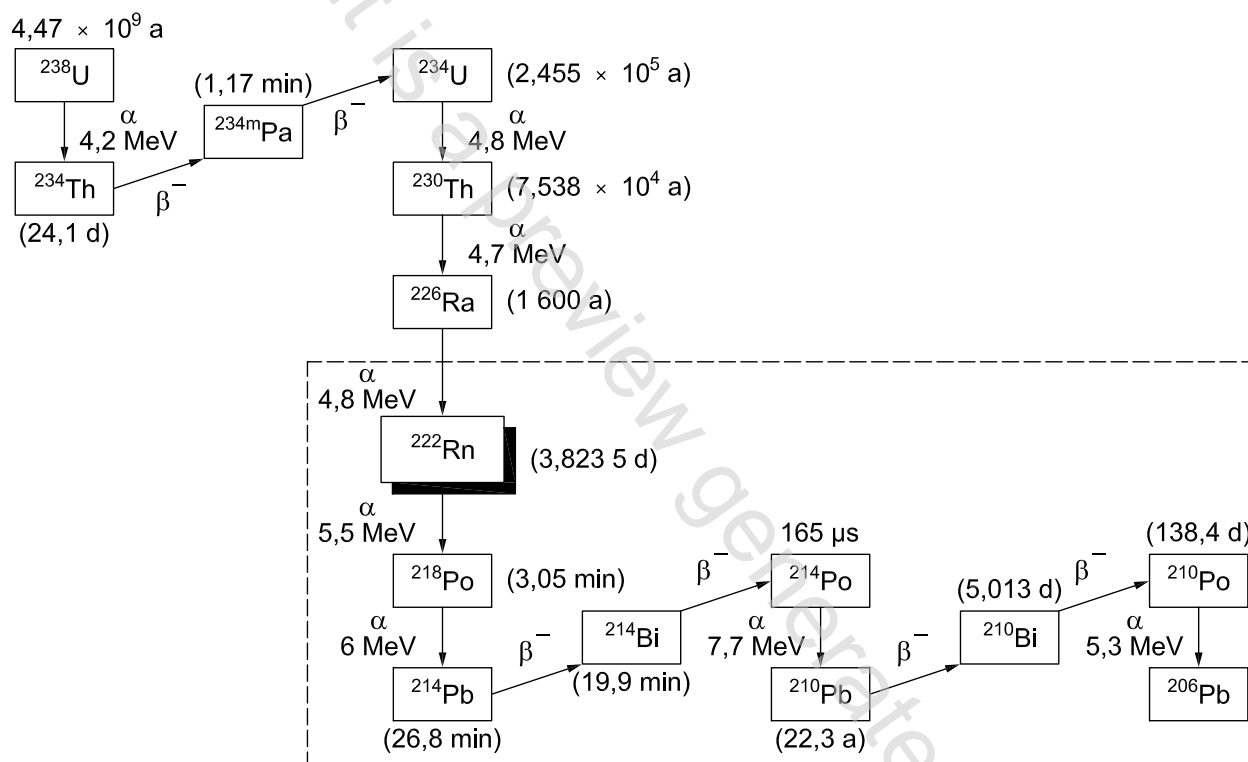 4,47 × 10⁹ a
²³⁸U
α
4,2 MeV
²³⁴Th
(24,1 d)
β⁻
(1,17 min)
²³⁴ᵐPa
β⁻
²³⁴U
(2,455 × 10⁵ a)
α
4,8 MeV
²³⁰Th
(7,538 × 10⁴ a)
α
4,7 MeV
²²⁶Ra
(1 600 a)
α
4,8 MeV
²²²Rn
(3,823 5 d)
α
5,5 MeV
²¹⁸Po
(3,05 min)
α
6 MeV
²¹⁴Pb
(26,8 min)
β⁻
²¹⁴Bi
(19,9 min)
β⁻
165 µs
²¹⁴Po
α
7,7 MeV
²¹⁰Pb
(22,3 a)
β⁻
(5,013 d)
²¹⁰Bi
β⁻
(138,4 d)
²¹⁰Po
α
5,3 MeV
²⁰⁶Pb
is a preview generate